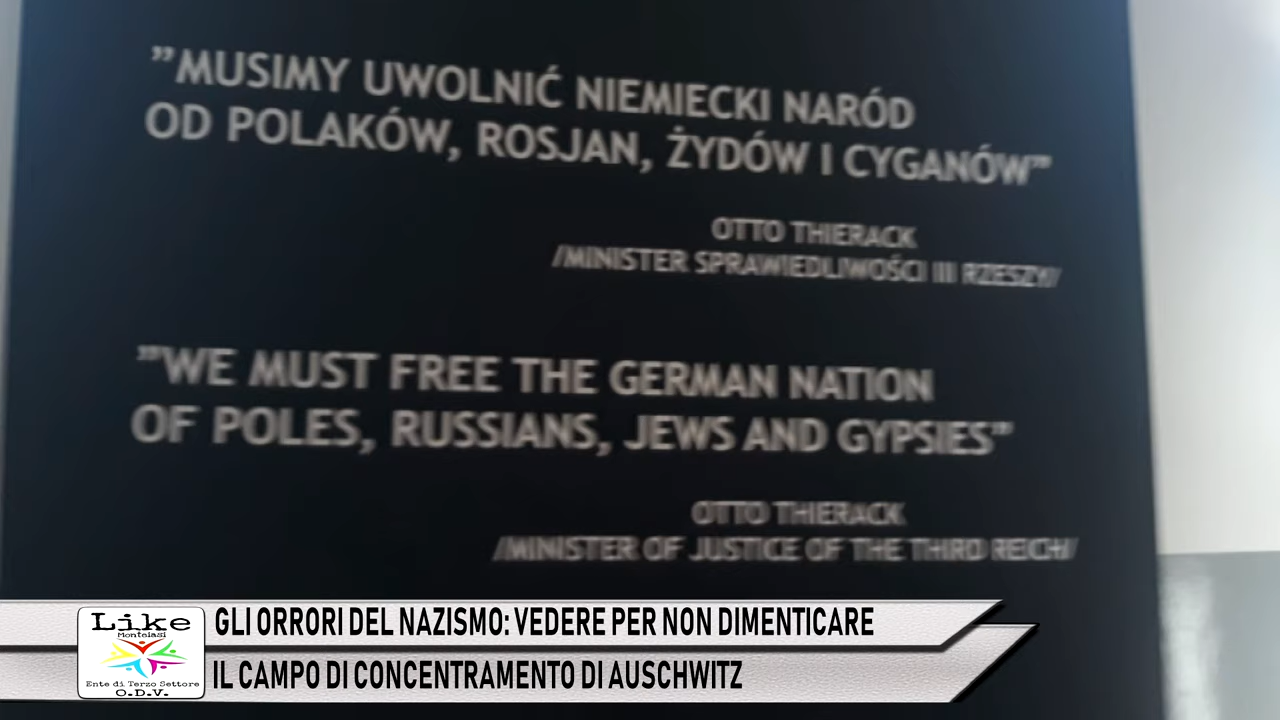 ”MUSIMY UWOLNIĆ NIEMIECKI NARÓD
OD POLAKÓW, ROSJAN, ŻYDÓW I CYGANÓW”
OTTO THIERACK
/MINISTER SPRAWIEDLIWOŚCI III RZESZY/
”WE MUST FREE THE GERMAN NATION
OF POLES, RUSSIANS, JEWS AND GYPSIES”
OTTO THIERACK
/MINISTER OF JUSTICE OF THE THIRD REICH/
Like
Monteiasi
Ente di Terzo Settore
O.D.V.
GLI ORRORI DEL NAZISMO: VEDERE PER NON DIMENTICARE
IL CAMPO DI CONCENTRAMENTO DI AUSCHWITZ